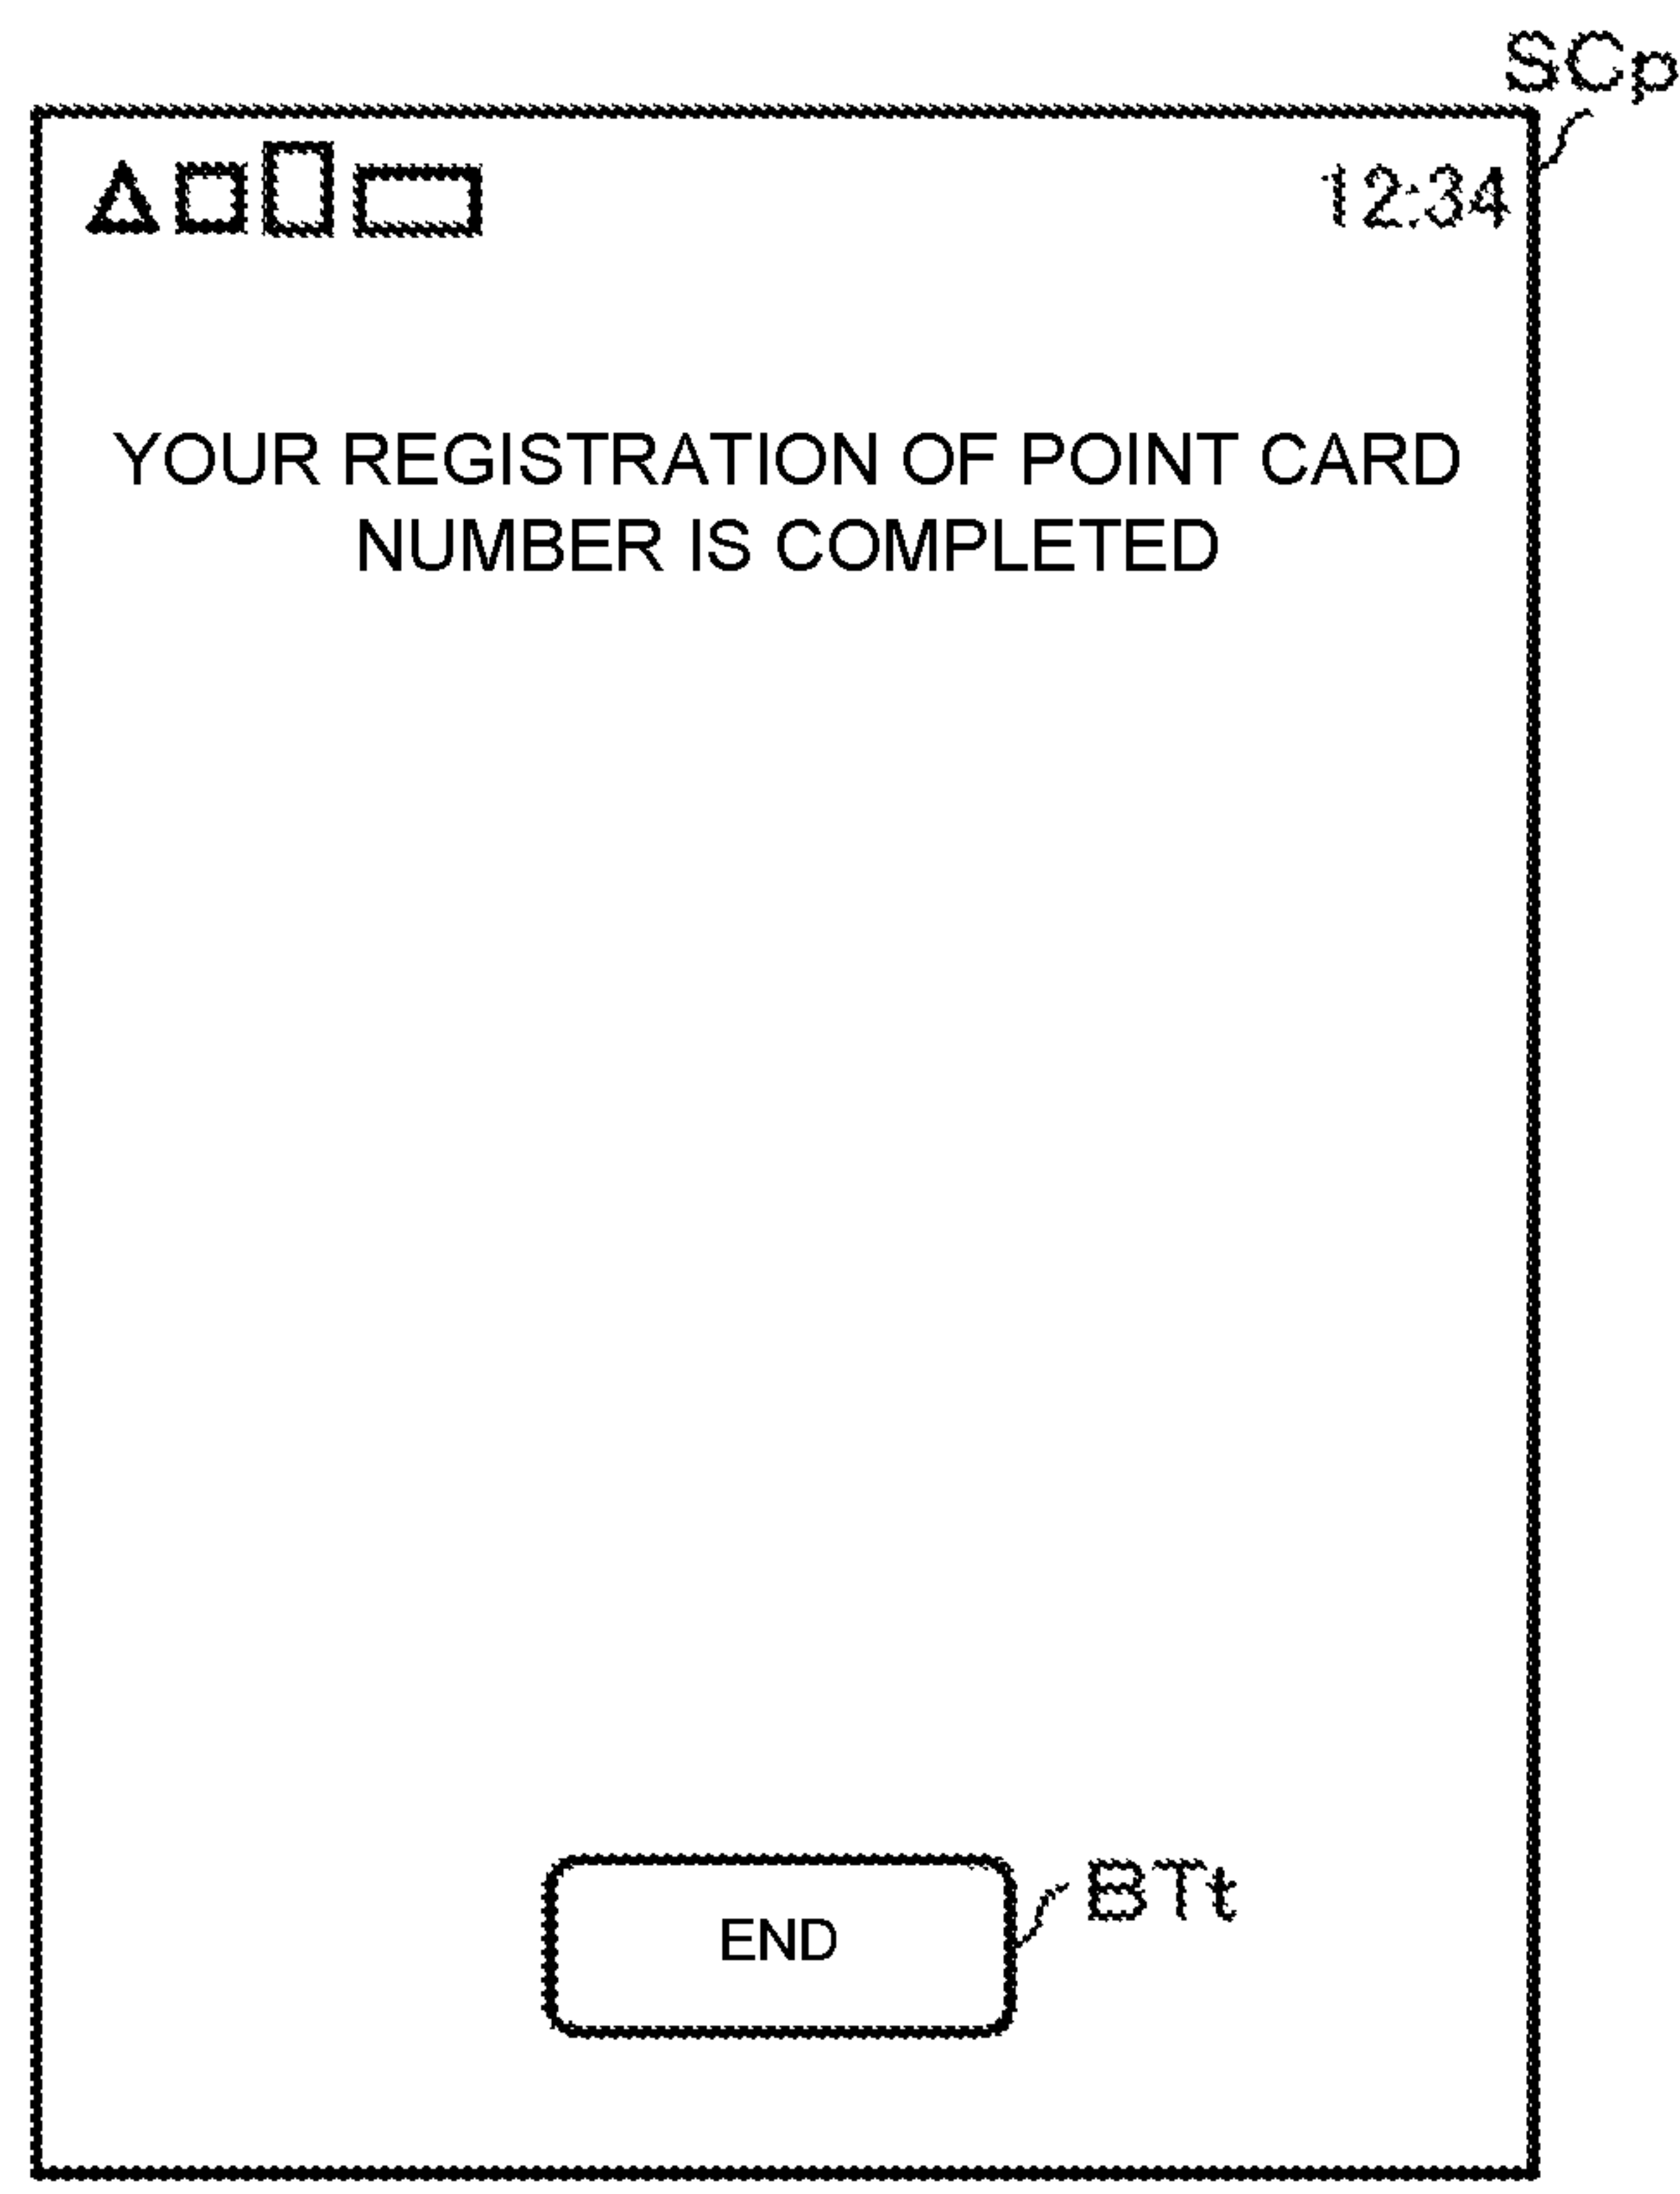 SCp
12:34
YOUR REGISTRATION OF POINT CARD
NUMBER IS COMPLETED
END
BTt